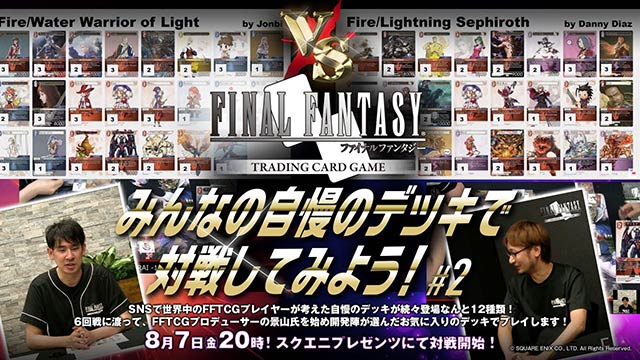 Fire/Water Warrior of Light
by Jonb
VS
Fire/Lightning Sephiroth
by Danny Diaz
FINAL FANTASY®
ファイナルファンタジー
TRADING CARD GAME
FINAL FANTASY
みんなの自慢のデッキで
対戦してみよう! #2
SNSで世界中のFFTCGプレイヤーが考えた自慢のデッキが続々登場なんと12種類!
6回戦に渡って、FFTCGプロデューサーの景山氏を始め開発陣が選んだお気に入りのデッキでプレイします!
8月7日金20時! スクエニプレゼンツにて対戦開始!
© SQUARE ENIX CO., LTD. All Rights Reserved.